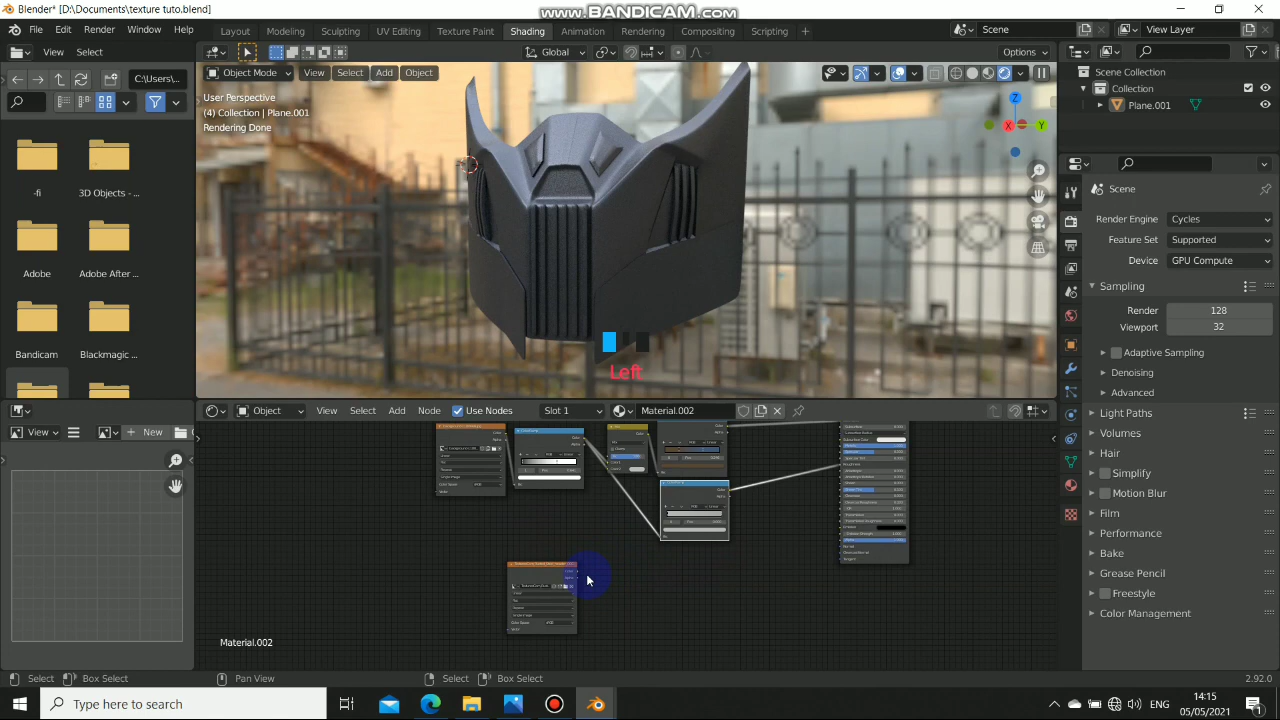 Blender* [D:\Documents\texture tuto.blend]
www.BANDICAM.com
File Edit Render Window Help
Layout Modeling Sculpting UV Editing Texture Paint Shading Animation Rendering Compositing Scripting +
Scene View Layer
View Select Global Options
C:\Users\...
Object Mode View Select Add Object
User Perspective
(4) Collection | Plane.001
Rendering Done
Z
X Y
Scene Collection
Collection
Plane.001
Scene
Render Engine Cycles
Feature Set Supported
Device GPU Compute
Sampling
Render 128
Viewport 32
Adaptive Sampling
Denoising
Advanced
Light Paths
Volumes
Hair
Simplify
Motion Blur
Film
Performance
Bake
Grease Pencil
Freestyle
Color Management
-fi 3D Objects - ...
Adobe Adobe After ...
Bandicam Blackmagic ...
Left
Object View Select Add Node Use Nodes Slot 1 Material.002
View New
Material.002
Select Box Select Pan View Select Box Select 2.92.0
Type here to search
ENG 14:15
05/05/2021